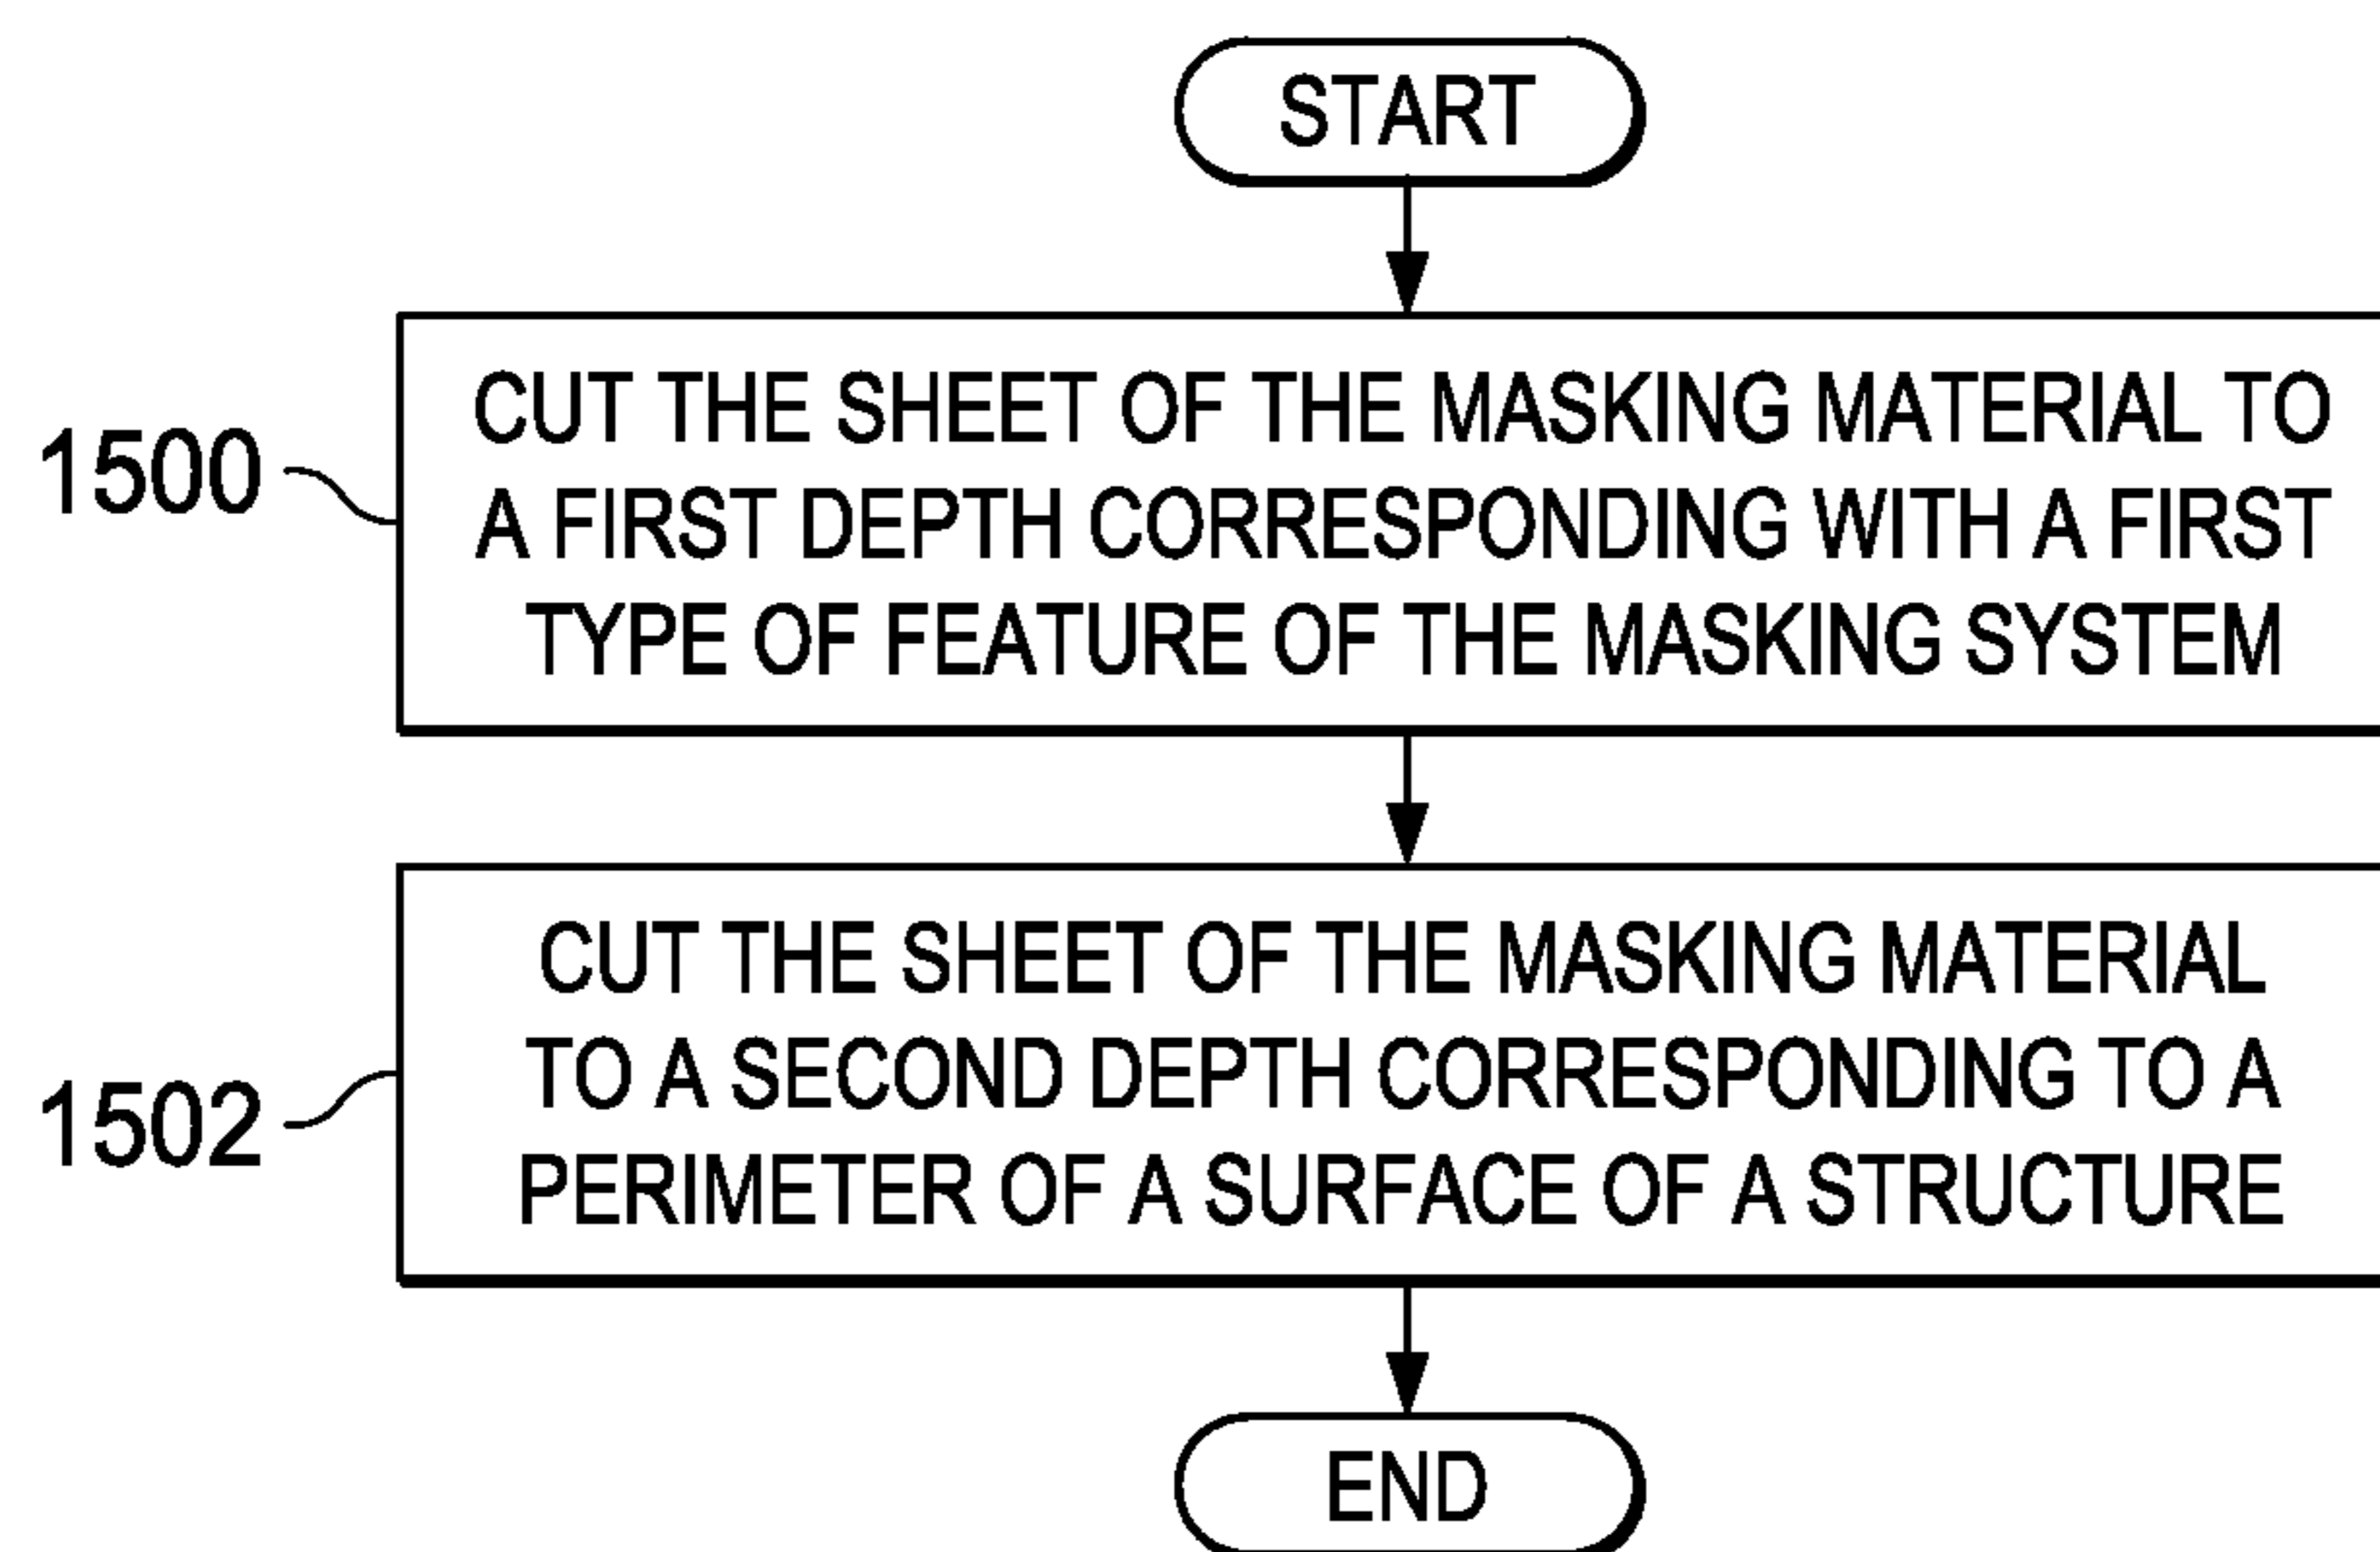 START
CUT THE SHEET OF THE MASKING MATERIAL TO
A FIRST DEPTH CORRESPONDING WITH A FIRST
TYPE OF FEATURE OF THE MASKING SYSTEM
1500
CUT THE SHEET OF THE MASKING MATERIAL
TO A SECOND DEPTH CORRESPONDING TO A
PERIMETER OF A SURFACE OF A STRUCTURE
1502
END